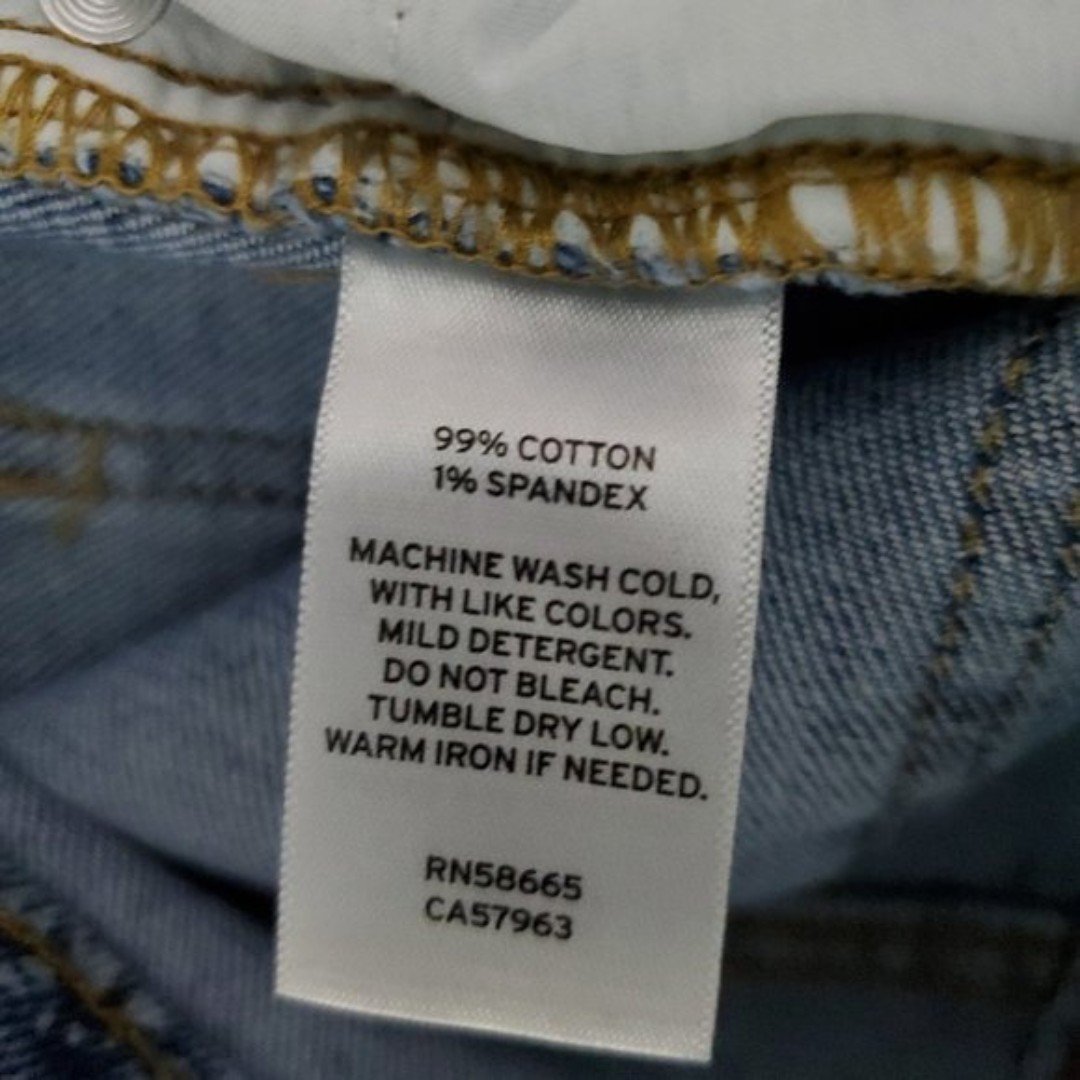 99% COTTON
1% SPANDEX
MACHINE WASH COLD,
WITH LIKE COLORS.
MILD DETERGENT.
DO NOT BLEACH.
TUMBLE DRY LOW.
WARM IRON IF NEEDED.
RN58665
CA57963